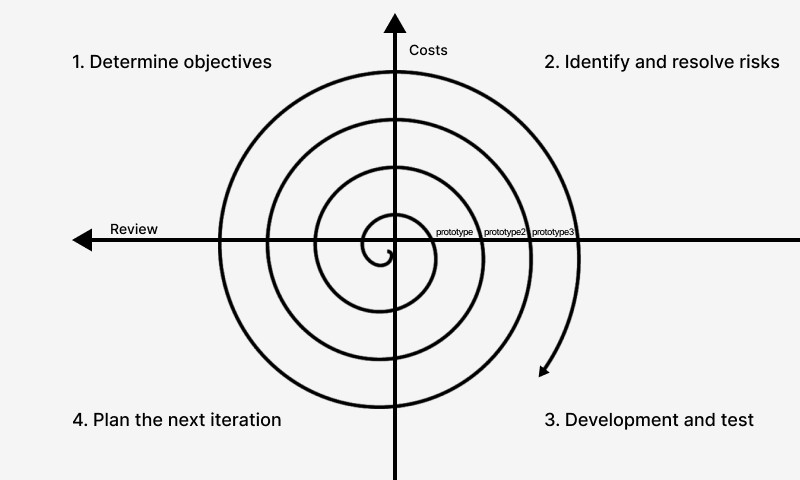 Costs
1. Determine objectives
2. Identify and resolve risks
Review
prototype
prototype2
prototype3
4. Plan the next iteration
3. Development and test